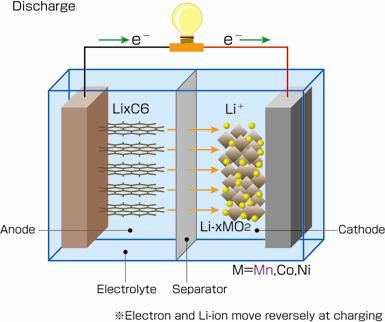 Discharge
e⁻ e⁻
LixC6 Li⁺
Li-xMO2
Anode Cathode
M=Mn,Co,Ni
Electrolyte Separator
※Electron and Li-ion move reversely at charging